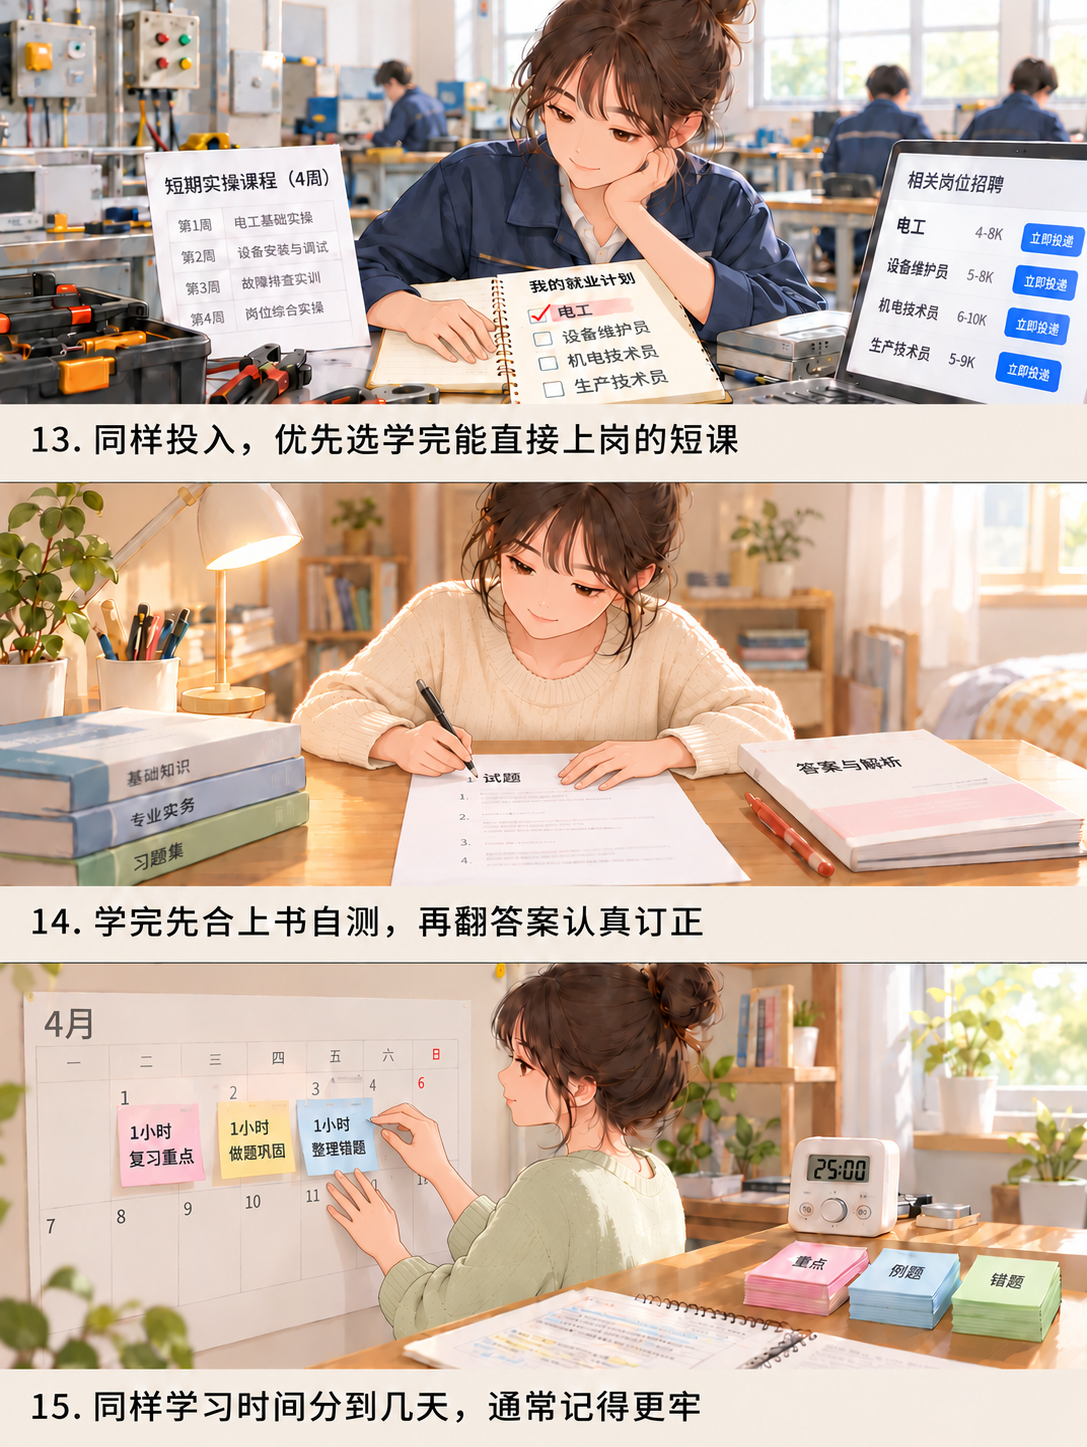 短期实操课程（4周）
第1周 电工基础实操
第2周 设备安装与调试
第3周 故障排查实训
第4周 岗位综合实操
我的就业计划
电工
设备维护员
机电技术员
生产技术员
相关岗位招聘
电工 4-8K 立即投递
设备维护员 5-8K 立即投递
机电技术员 6-10K 立即投递
生产技术员 5-9K 立即投递
13. 同样投入，优先选学完能直接上岗的短课
基础知识
专业实务
习题集
试题
1.
2.
3.
4.
答案与解析
14. 学完先合上书自测，再翻答案认真订正
4月
一 二 三 四 五 六 日
1 2 3 4 6
1小时
复习重点
1小时
做题巩固
1小时
整理错题
7 8 9 10 11
25:00
重点
例题
错题
15. 同样学习时间分到几天，通常记得更牢